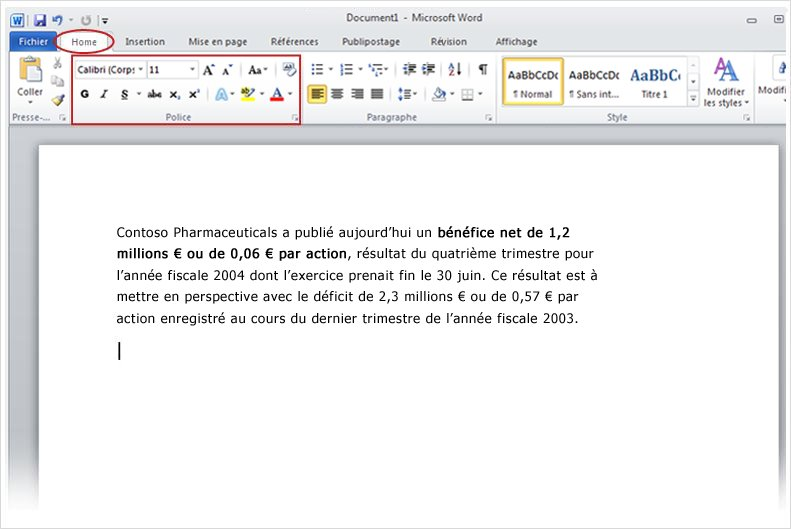 Document1 - Microsoft Word
Fichier Home Insertion Mise en page Références Publipostage Révision Affichage
Calibri (Corp: 11 Aa
Coller
G I S abc x₂ x² A ab A
AaBbCcDc AaBbCcDc AaBbC
¶ Normal ¶ Sans int... Titre 1
Modifier les styles
Modifi
Presse-... Police Paragraphe Style
Contoso Pharmaceuticals a publié aujourd’hui un bénéfice net de 1,2
millions € ou de 0,06 € par action, résultat du quatrième trimestre pour
l’année fiscale 2004 dont l’exercice prenait fin le 30 juin. Ce résultat est à
mettre en perspective avec le déficit de 2,3 millions € ou de 0,57 € par
action enregistré au cours du dernier trimestre de l’année fiscale 2003.